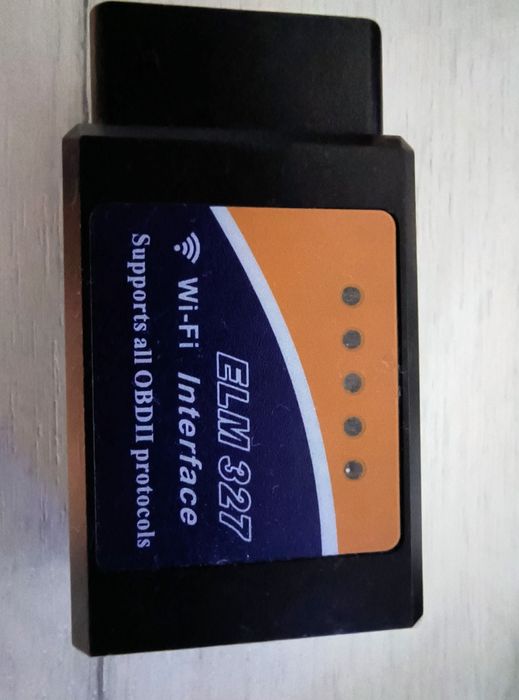 ELM 327
Wi-Fi Interface
Supports all OBDII protocols